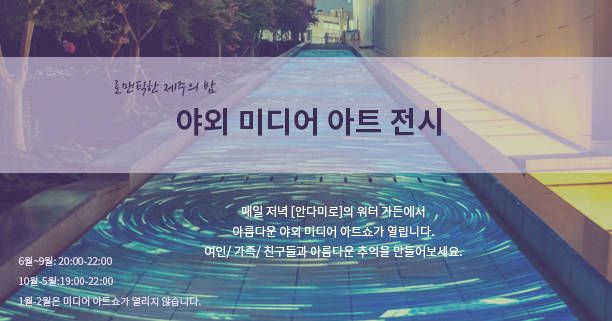 로맨틱한 제주의 밤
야외 미디어 아트 전시
매일 저녁 [안다미로]의 워터 가든에서
아름다운 야외 미디어 아트쇼가 열립니다.
여인/ 가족/ 친구들과 아름다운 추억을 만들어보세요.
6월~9월: 20:00-22:00
10월-5월:19:00-22:00
1월-2월은 미디어 아트쇼가 열리지 않습니다.